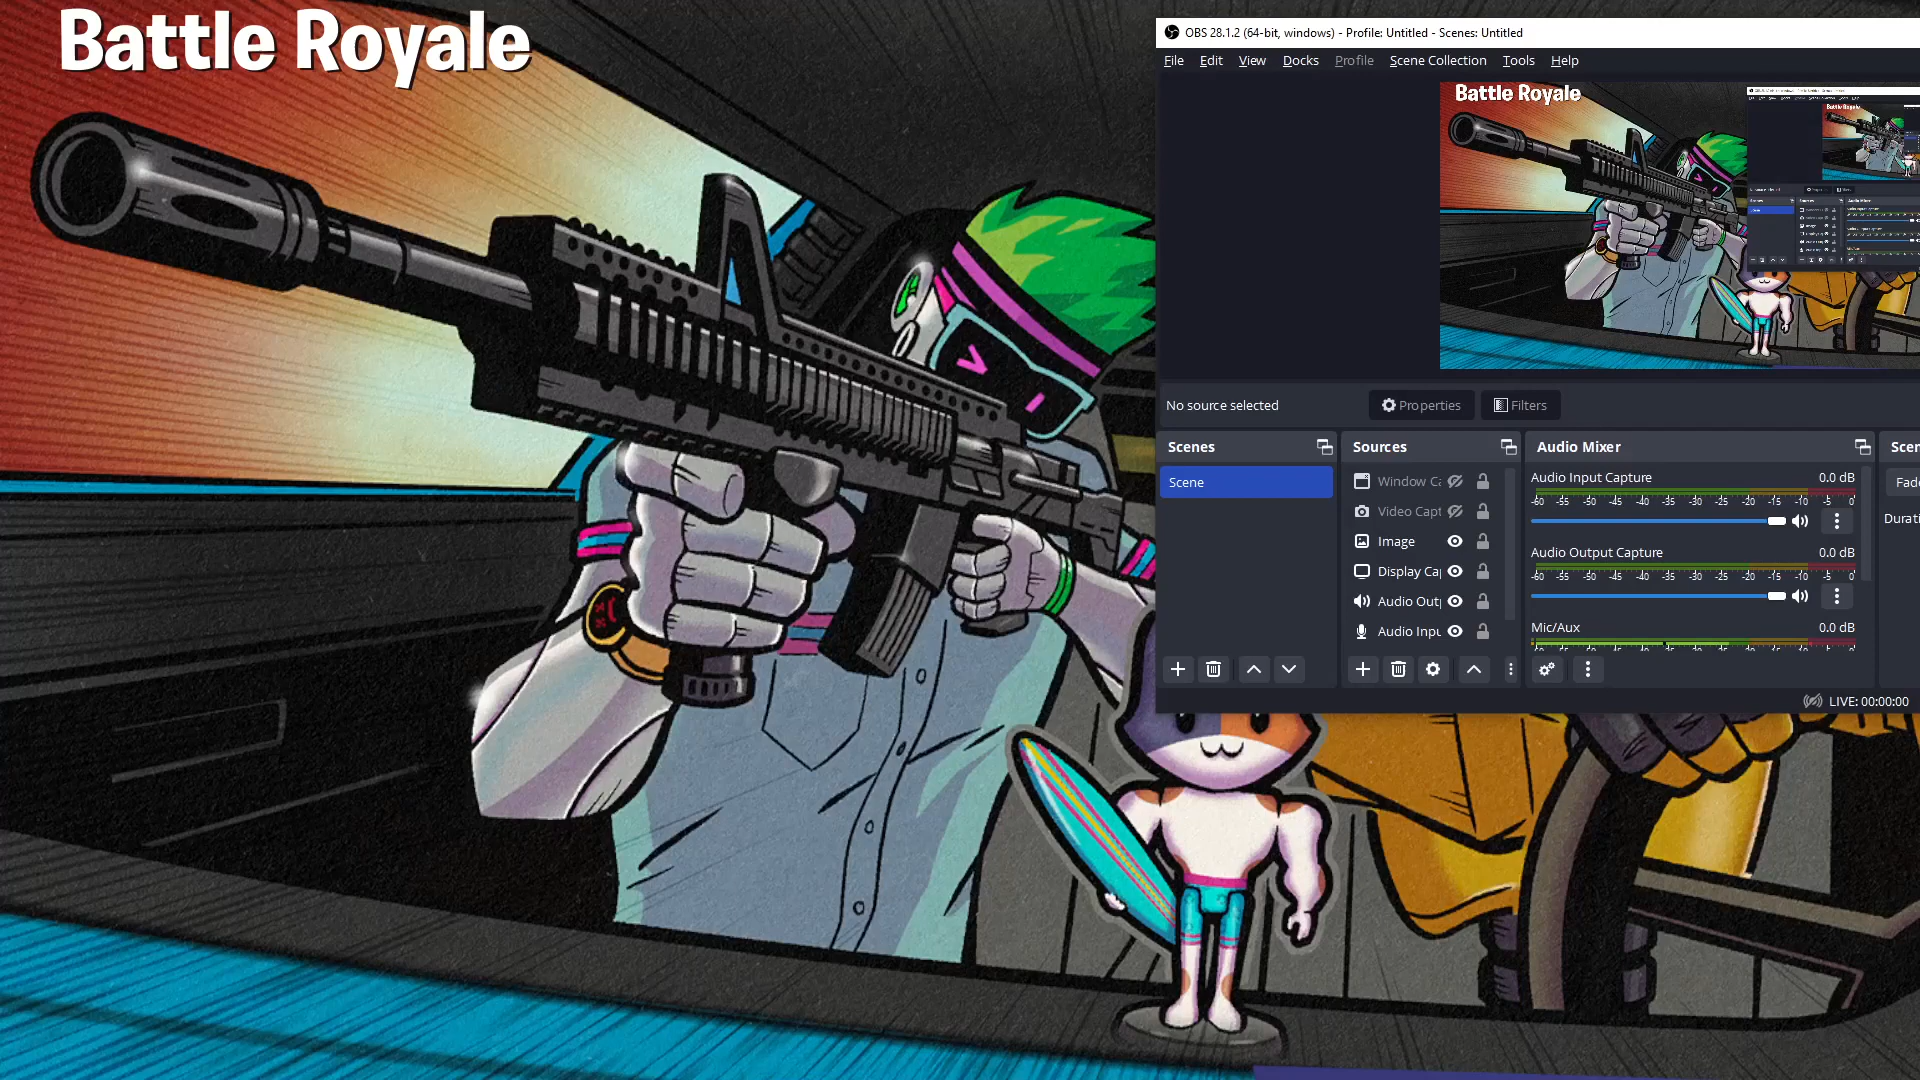 Battle Royale
OBS 28.1.2 (64-bit, windows) - Profile: Untitled - Scenes: Untitled
File Edit View Docks Profile Scene Collection Tools Help
Battle Royale
No source selected Properties Filters
Scenes Sources Audio Mixer Scen
Scene
Window Ca
Video Capt
Image
Display Ca
Audio Out
Audio Inpu
Audio Input Capture 0.0 dB
-60 -55 -50 -45 -40 -35 -30 -25 -20 -15 -10 -5 0
Audio Output Capture 0.0 dB
-60 -55 -50 -45 -40 -35 -30 -25 -20 -15 -10 -5 0
Mic/Aux 0.0 dB
Fade
Durati
LIVE: 00:00:00